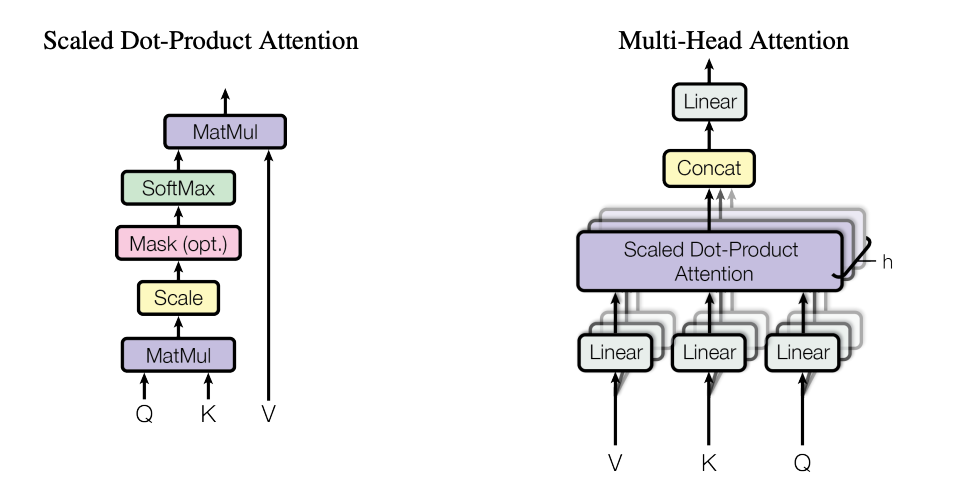 Scaled Dot-Product Attention
MatMul
SoftMax
Mask (opt.)
Scale
MatMul
Q K V
Multi-Head Attention
Linear
Concat
Scaled Dot-Product
Attention
h
Linear Linear Linear
V K Q